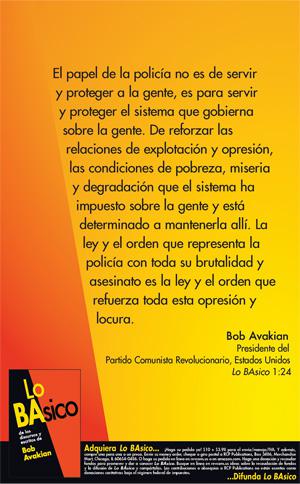 El papel de la policía no es de servir
y proteger a la gente, es para servir
y proteger el sistema que gobierna
sobre la gente. De reforzar las
relaciones de explotación y opresión,
las condiciones de pobreza, miseria
y degradación que el sistema ha
impuesto sobre la gente y está
determinado a mantenerla allí. La
ley y el orden que representa la
policía con toda su brutalidad y
asesinato es la ley y el orden que
refuerza toda esta opresión y
locura.
Bob Avakian
Presidente del
Partido Comunista Revolucionario, Estados Unidos
Lo BAsico 1:24
Lo
BAsico
de los
discursos y
escritos de
Bob
Avakian
Adquiera Lo BAsico...
...Difunda Lo BAsico